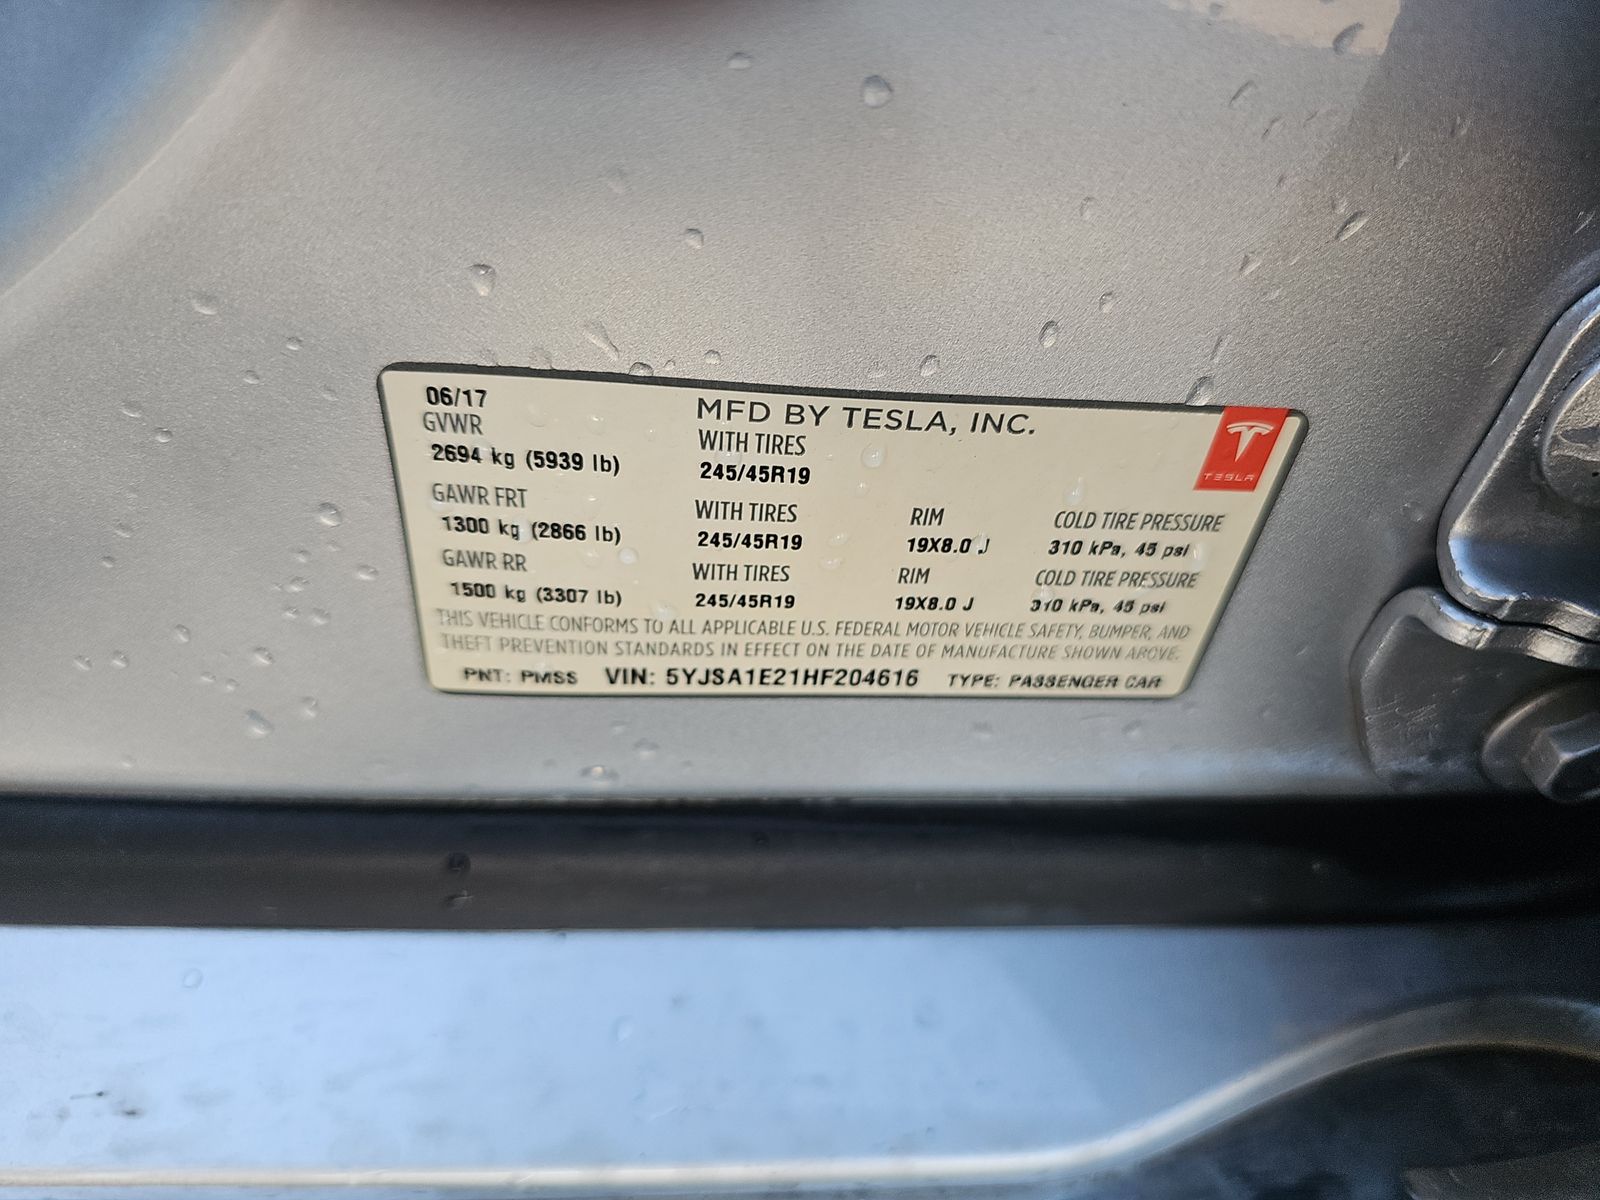 06/17 MFD BY TESLA, INC.
GVWR WITH TIRES
2694 kg (5939 lb) 245/45R19
TESLA
GAWR FRT WITH TIRES RIM COLD TIRE PRESSURE
1300 kg (2866 lb) 245/45R19 19X8.0 J 310 kPa, 45 psi
GAWR RR WITH TIRES RIM COLD TIRE PRESSURE
1500 kg (3307 lb) 245/45R19 19X8.0 J 310 kPa, 45 psi
THIS VEHICLE CONFORMS TO ALL APPLICABLE U.S. FEDERAL MOTOR VEHICLE SAFETY, BUMPER, AND
THEFT PREVENTION STANDARDS IN EFFECT ON THE DATE OF MANUFACTURE SHOWN ABOVE.
PNT: PMSS VIN: 5YJSA1E21HF204616 TYPE: PASSENGER CAR